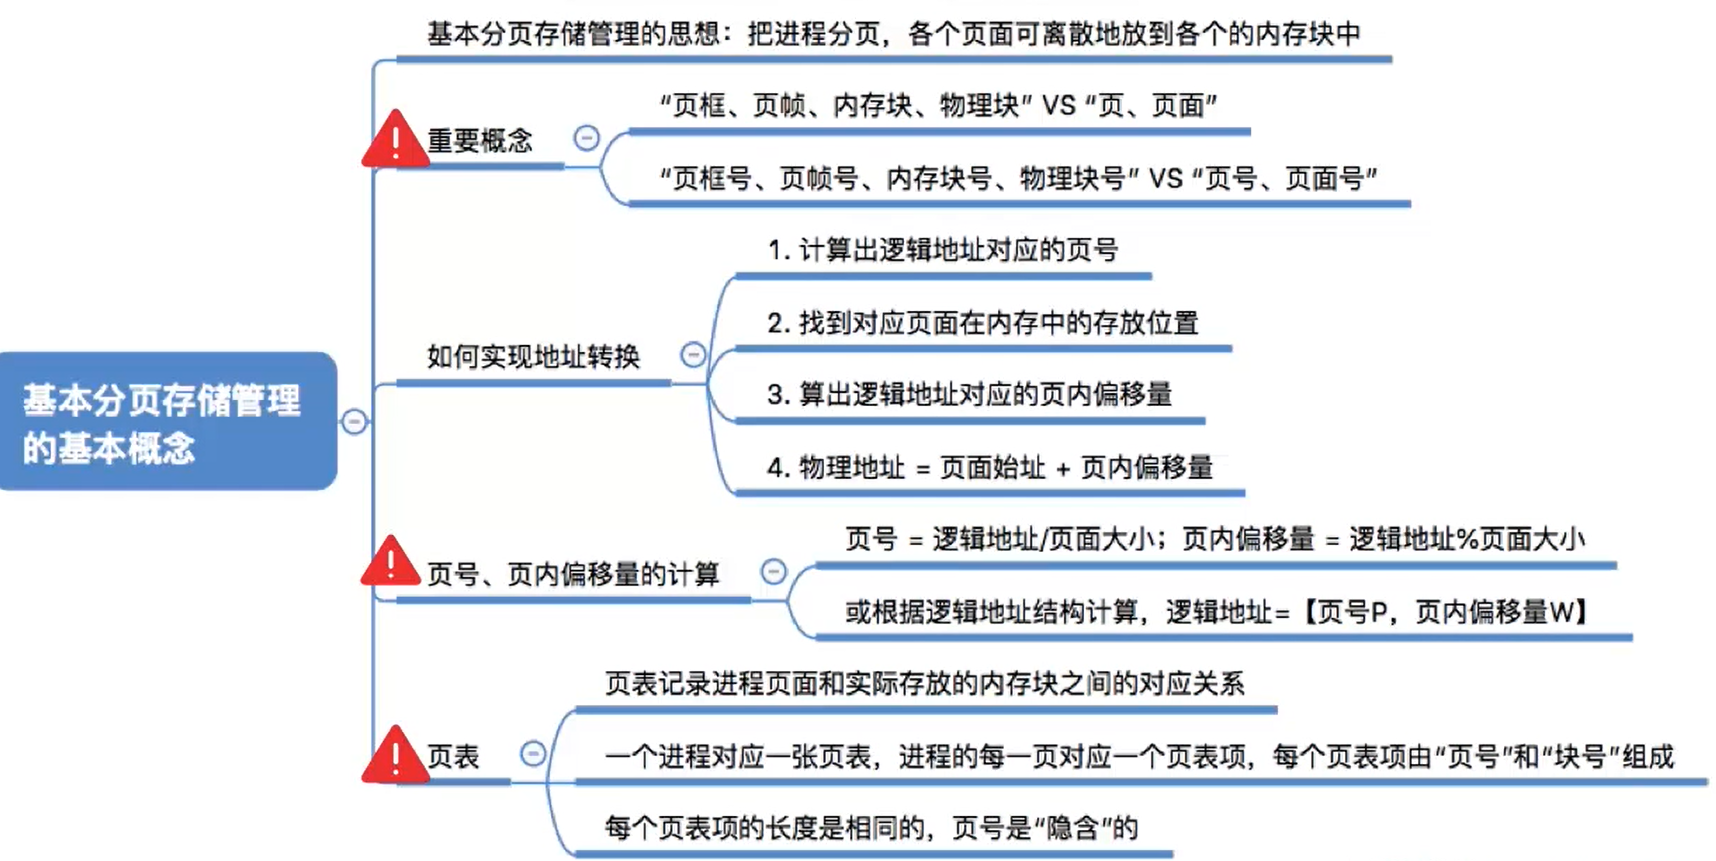 基本分页存储管理
的基本概念
基本分页存储管理的思想：把进程分页，各个页面可离散地放到各个的内存块中
重要概念
“页框、页帧、内存块、物理块” VS “页、页面”
“页框号、页帧号、内存块号、物理块号” VS “页号、页面号”
如何实现地址转换
1. 计算出逻辑地址对应的页号
2. 找到对应页面在内存中的存放位置
3. 算出逻辑地址对应的页内偏移量
4. 物理地址 = 页面始址 + 页内偏移量
页号、页内偏移量的计算
页号 = 逻辑地址/页面大小；页内偏移量 = 逻辑地址%页面大小
或根据逻辑地址结构计算，逻辑地址=【页号P，页内偏移量W】
页表
页表记录进程页面和实际存放的内存块之间的对应关系
一个进程对应一张页表，进程的每一页对应一个页表项，每个页表项由“页号”和“块号”组成
每个页表项的长度是相同的，页号是“隐含”的